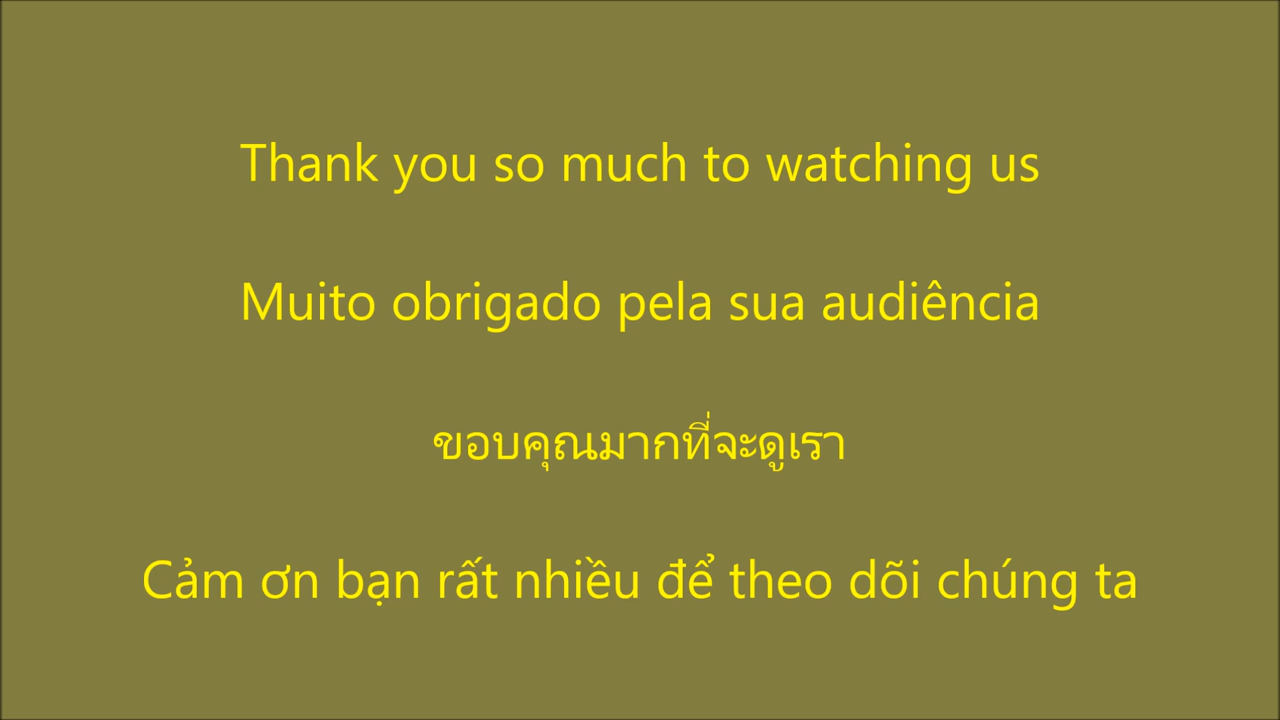 Thank you so much to watching us
Muito obrigado pela sua audiência
ขอบคุณมากที่จะดูเรา
Cảm ơn bạn rất nhiều để theo dõi chúng ta